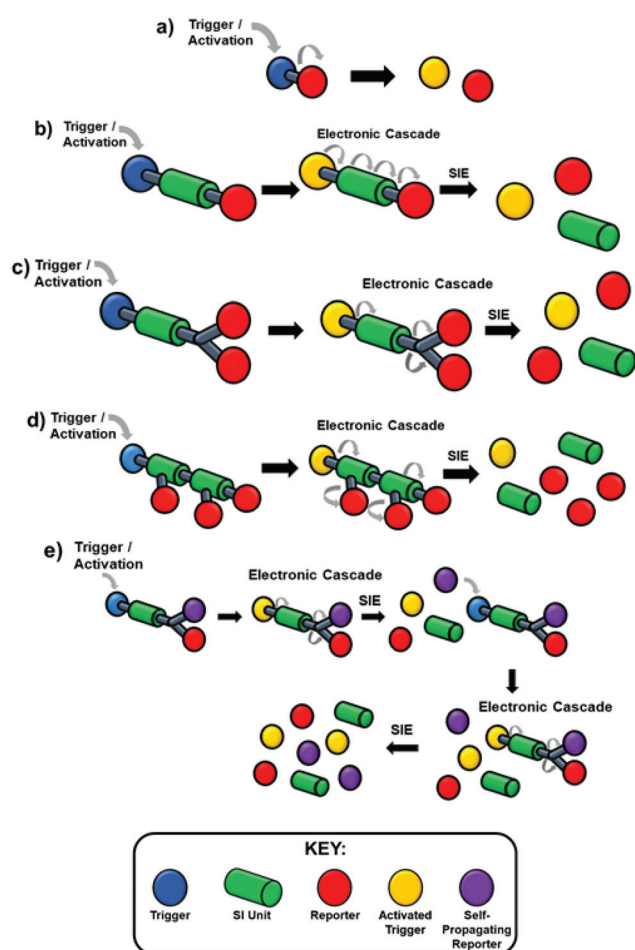 a)
Trigger /
Activation
b)
Trigger /
Activation
Electronic Cascade
SIE
c)
Trigger /
Activation
Electronic Cascade
SIE
d)
Trigger /
Activation
Electronic Cascade
SIE
e)
Trigger /
Activation
Electronic Cascade
SIE
Electronic Cascade
SIE
KEY:
Trigger
SI Unit
Reporter
Activated
Trigger
Self-
Propagating
Reporter